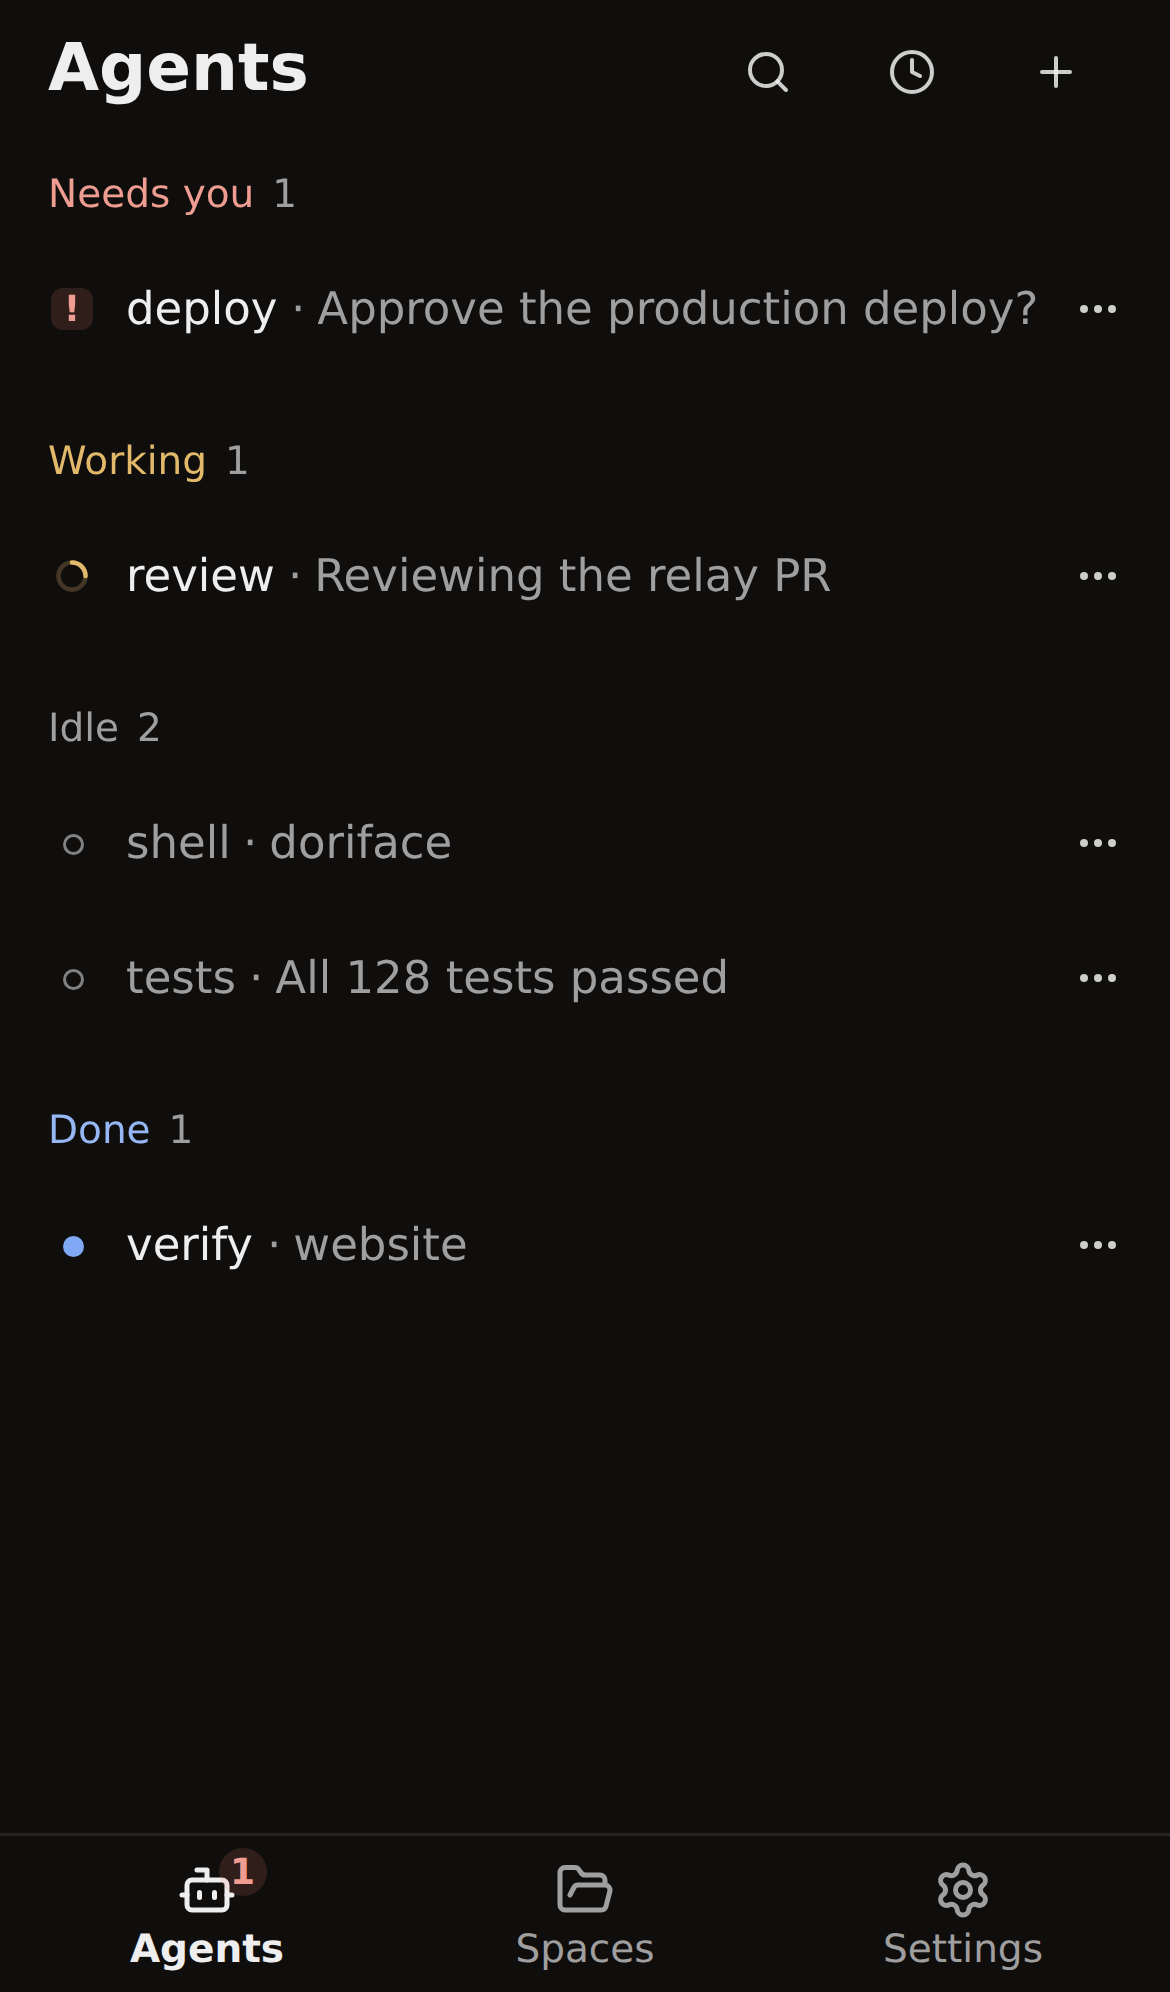 Agents
Needs you 1
! deploy · Approve the production deploy?
Working 1
review · Reviewing the relay PR
Idle 2
shell · doriface
tests · All 128 tests passed
Done 1
verify · website
1
Agents
Spaces
Settings